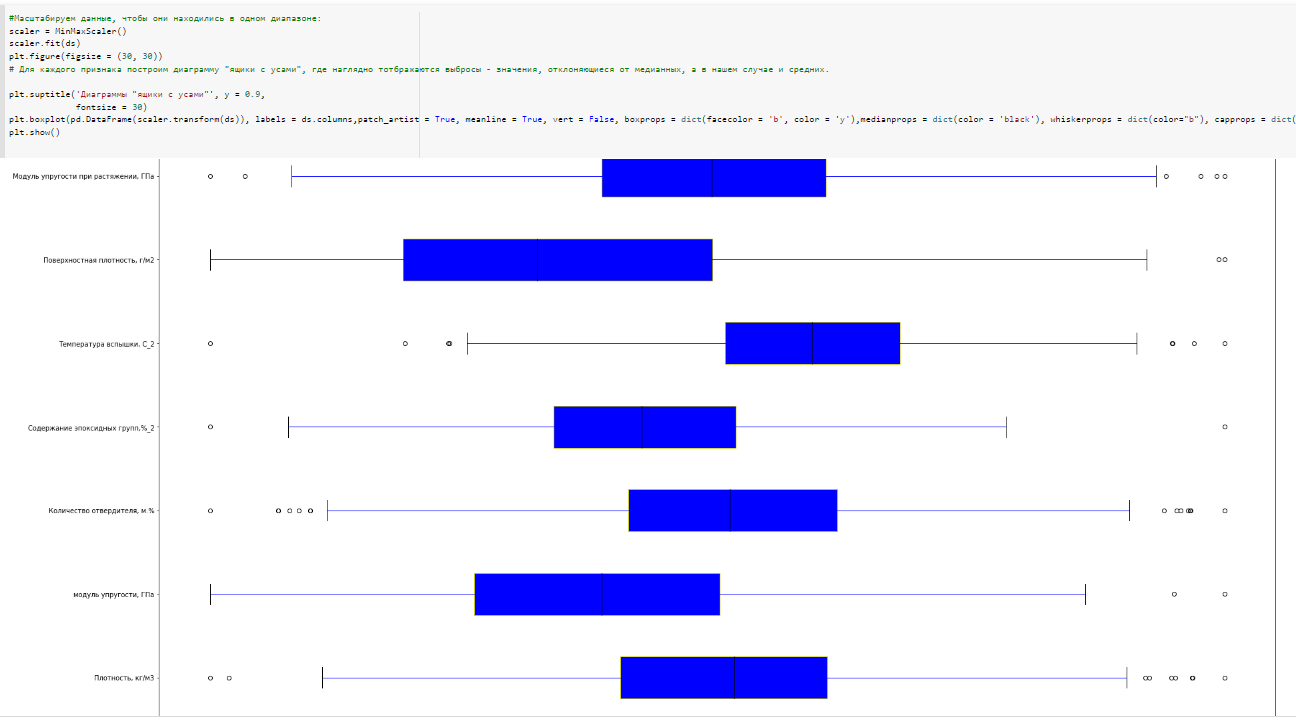 #Масштабируем данные, чтобы они находились в одном диапазоне:
scaler = MinMaxScaler()
scaler.fit(ds)
plt.figure(figsize = (30, 30))
# Для каждого признака построим диаграмму "ящики с усами", где наглядно тотбражаются выбросы - значения, отклоняющиеся от медианных, а в нашем случае и средних.
plt.suptitle('Диаграммы "ящики с усами"', y = 0.9,
fontsize = 30)
plt.boxplot(pd.DataFrame(scaler.transform(ds)), labels = ds.columns,patch_artist = True, meanline = True, vert = False, boxprops = dict(facecolor = 'b', color = 'y'),medianprops = dict(color = 'black'), whiskerprops = dict(color="b"), capprops = dict(
plt.show()
Модуль упругости при растяжении, ГПа
Поверхностная плотность, г/м2
Температура вспышки, С_2
Содержание эпоксидных групп,%_2
Количество отвердителя, м.%
модуль упругости, ГПа
Плотность, кг/м3